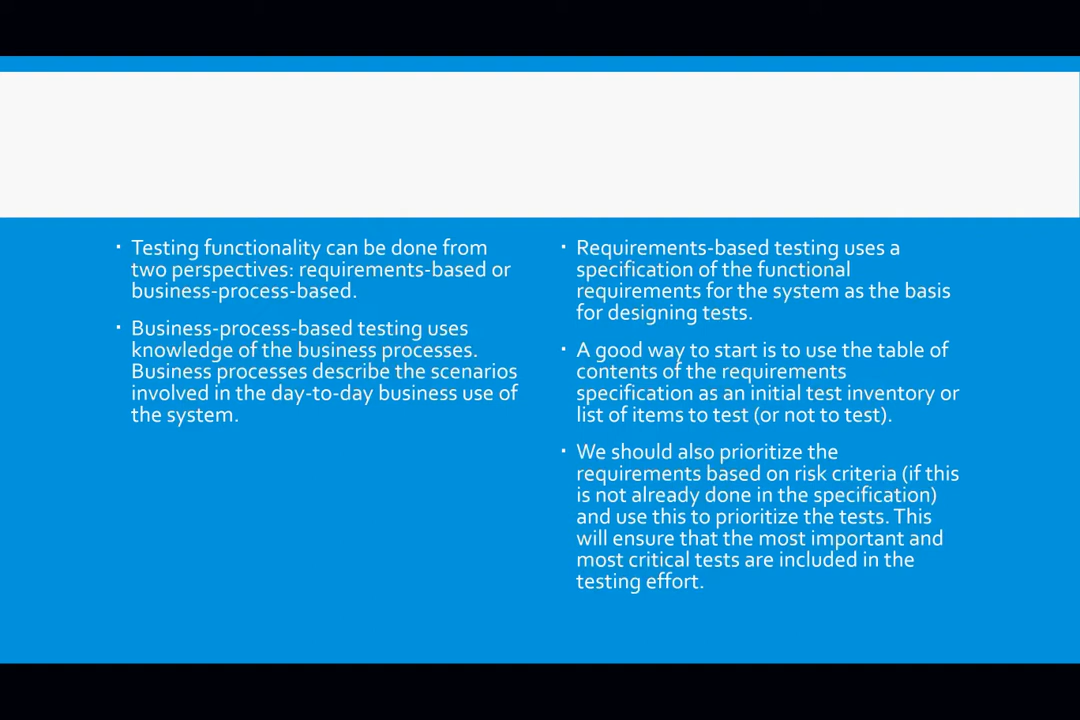 Testing functionality can be done from
two perspectives: requirements-based or
business-process-based.
Business-process-based testing uses
knowledge of the business processes.
Business processes describe the scenarios
involved in the day-to-day business use of
the system.
Requirements-based testing uses a
specification of the functional
requirements for the system as the basis
for designing tests.
A good way to start is to use the table of
contents of the requirements
specification as an initial test inventory or
list of items to test (or not to test).
We should also prioritize the
requirements based on risk criteria (if this
is not already done in the specification)
and use this to prioritize the tests. This
will ensure that the most important and
most critical tests are included in the
testing effort.